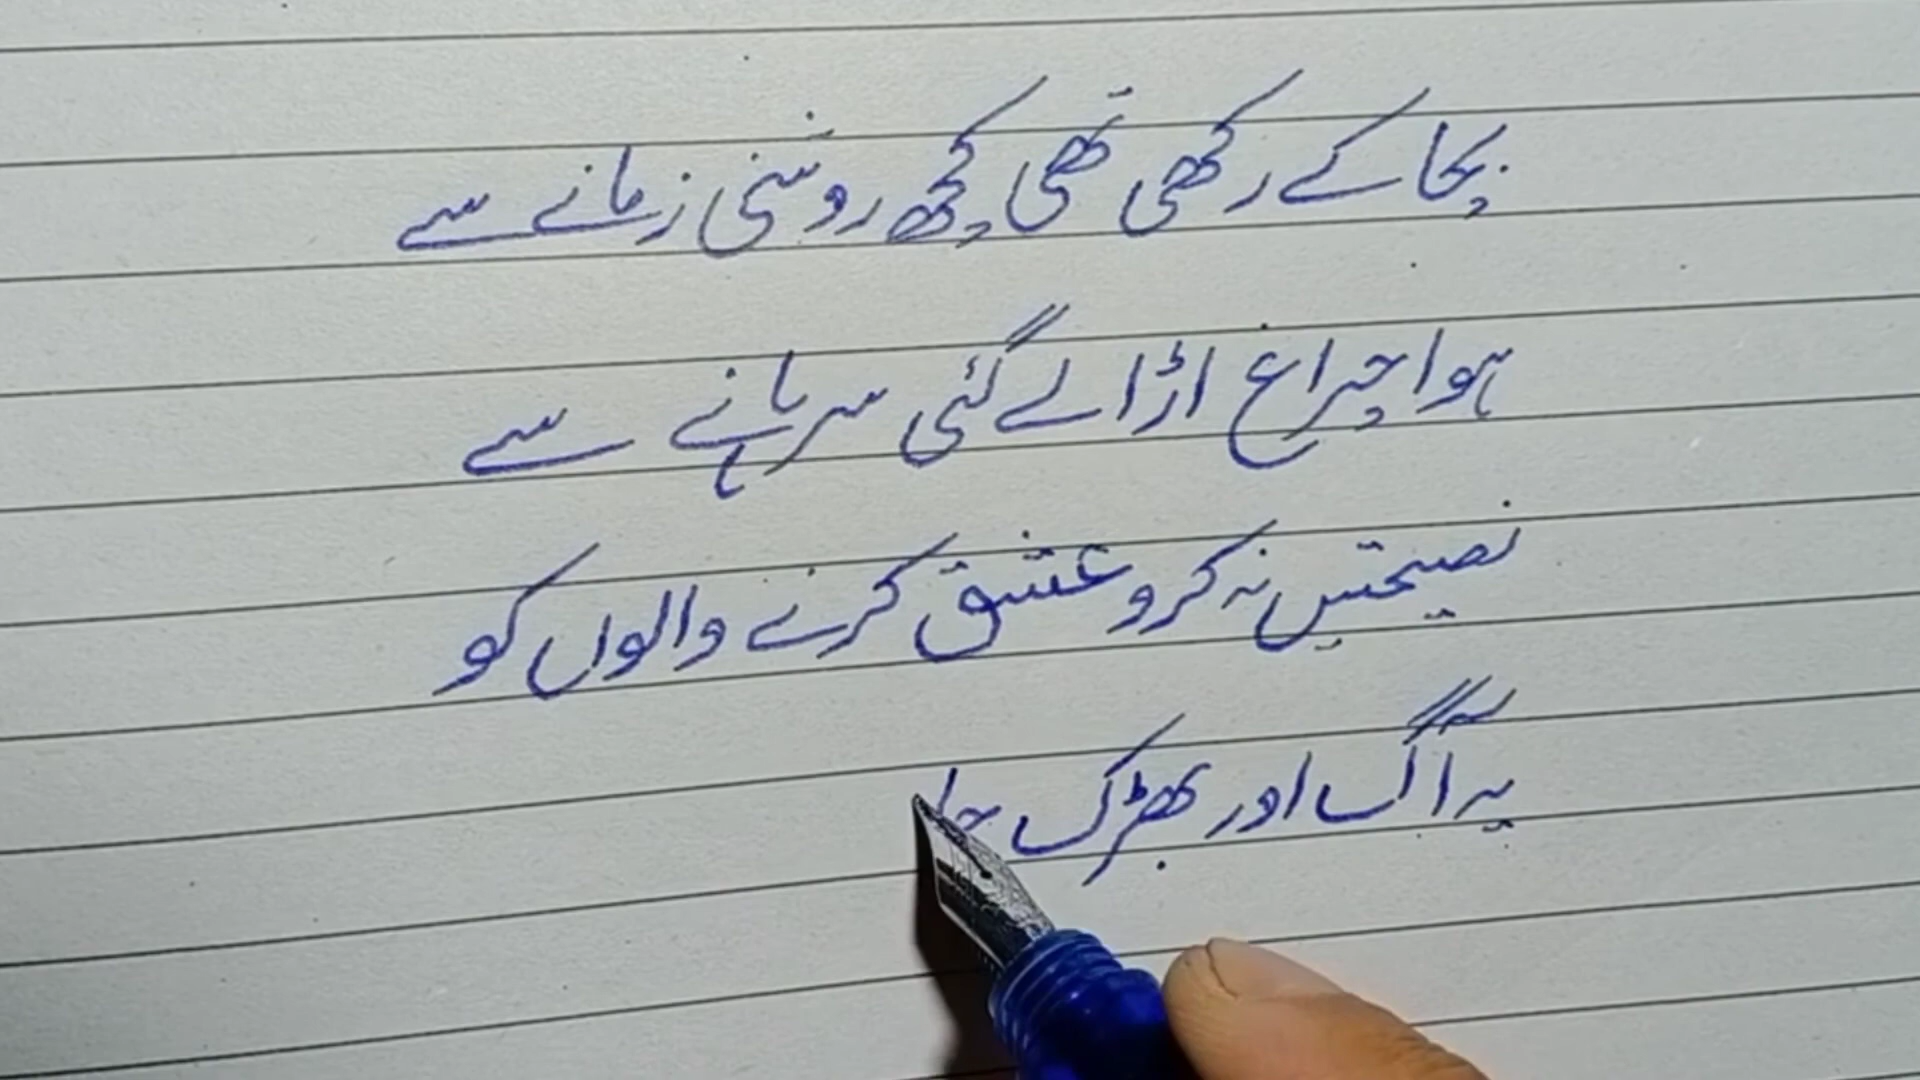 بچا کے رکھی تھی کچھ روشنی زمانے سے
ہوا چراغ اڑا لے گئی سرہانے سے
نصیحتیں نہ کرو عشق کرنے والوں کو
یہ آگ اور بھڑک جا